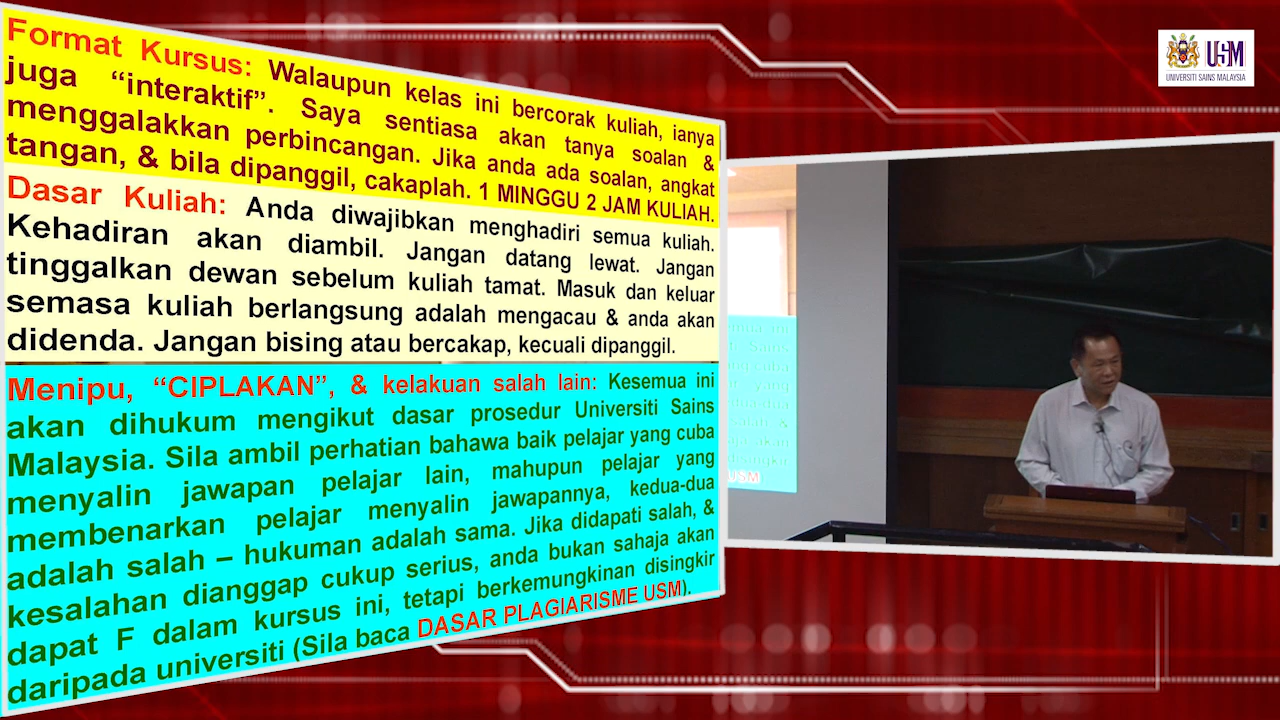 Format Kursus: Walaupun kelas ini bercorak kuliah, ianya
juga “interaktif”. Saya sentiasa akan tanya soalan &
menggalakkan perbincangan. Jika anda ada soalan, angkat
tangan, & bila dipanggil, cakaplah. 1 MINGGU 2 JAM KULIAH.
Dasar Kuliah: Anda diwajibkan menghadiri semua kuliah.
Kehadiran akan diambil. Jangan datang lewat. Jangan
tinggalkan dewan sebelum kuliah tamat. Masuk dan keluar
semasa kuliah berlangsung adalah mengacau & anda akan
didenda. Jangan bising atau bercakap, kecuali dipanggil.
Menipu, “CIPLAKAN”, & kelakuan salah lain: Kesemua ini
akan dihukum mengikut dasar prosedur Universiti Sains
Malaysia. Sila ambil perhatian bahawa baik pelajar yang cuba
menyalin jawapan pelajar lain, mahupun pelajar yang
membenarkan pelajar menyalin jawapannya, kedua-dua
adalah salah – hukuman adalah sama. Jika didapati salah, &
kesalahan dianggap cukup serius, anda bukan sahaja akan
dapat F dalam kursus ini, tetapi berkemungkinan disingkir
daripada universiti (Sila baca DASAR PLAGIARISME USM).
USM
UNIVERSITI SAINS MALAYSIA
USM